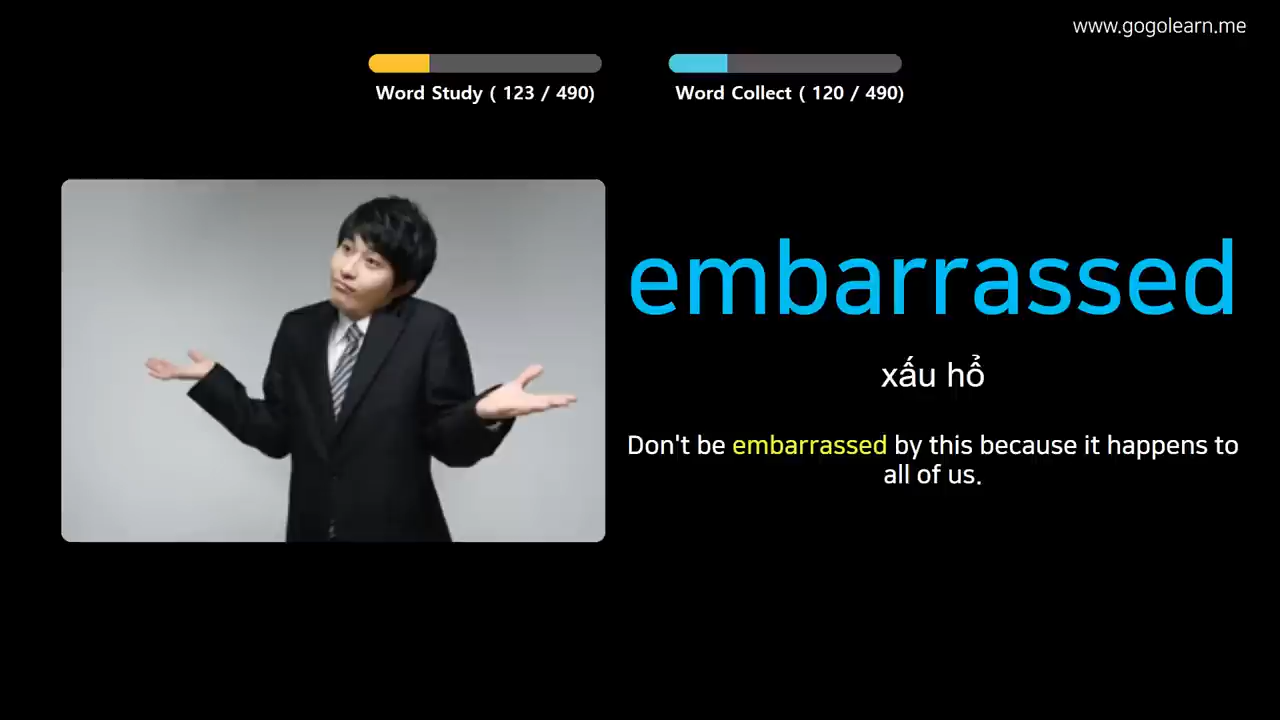 www.gogolearn.me
Word Study ( 123 / 490)
Word Collect ( 120 / 490)
embarrassed
xấu hổ
Don't be embarrassed by this because it happens to
all of us.